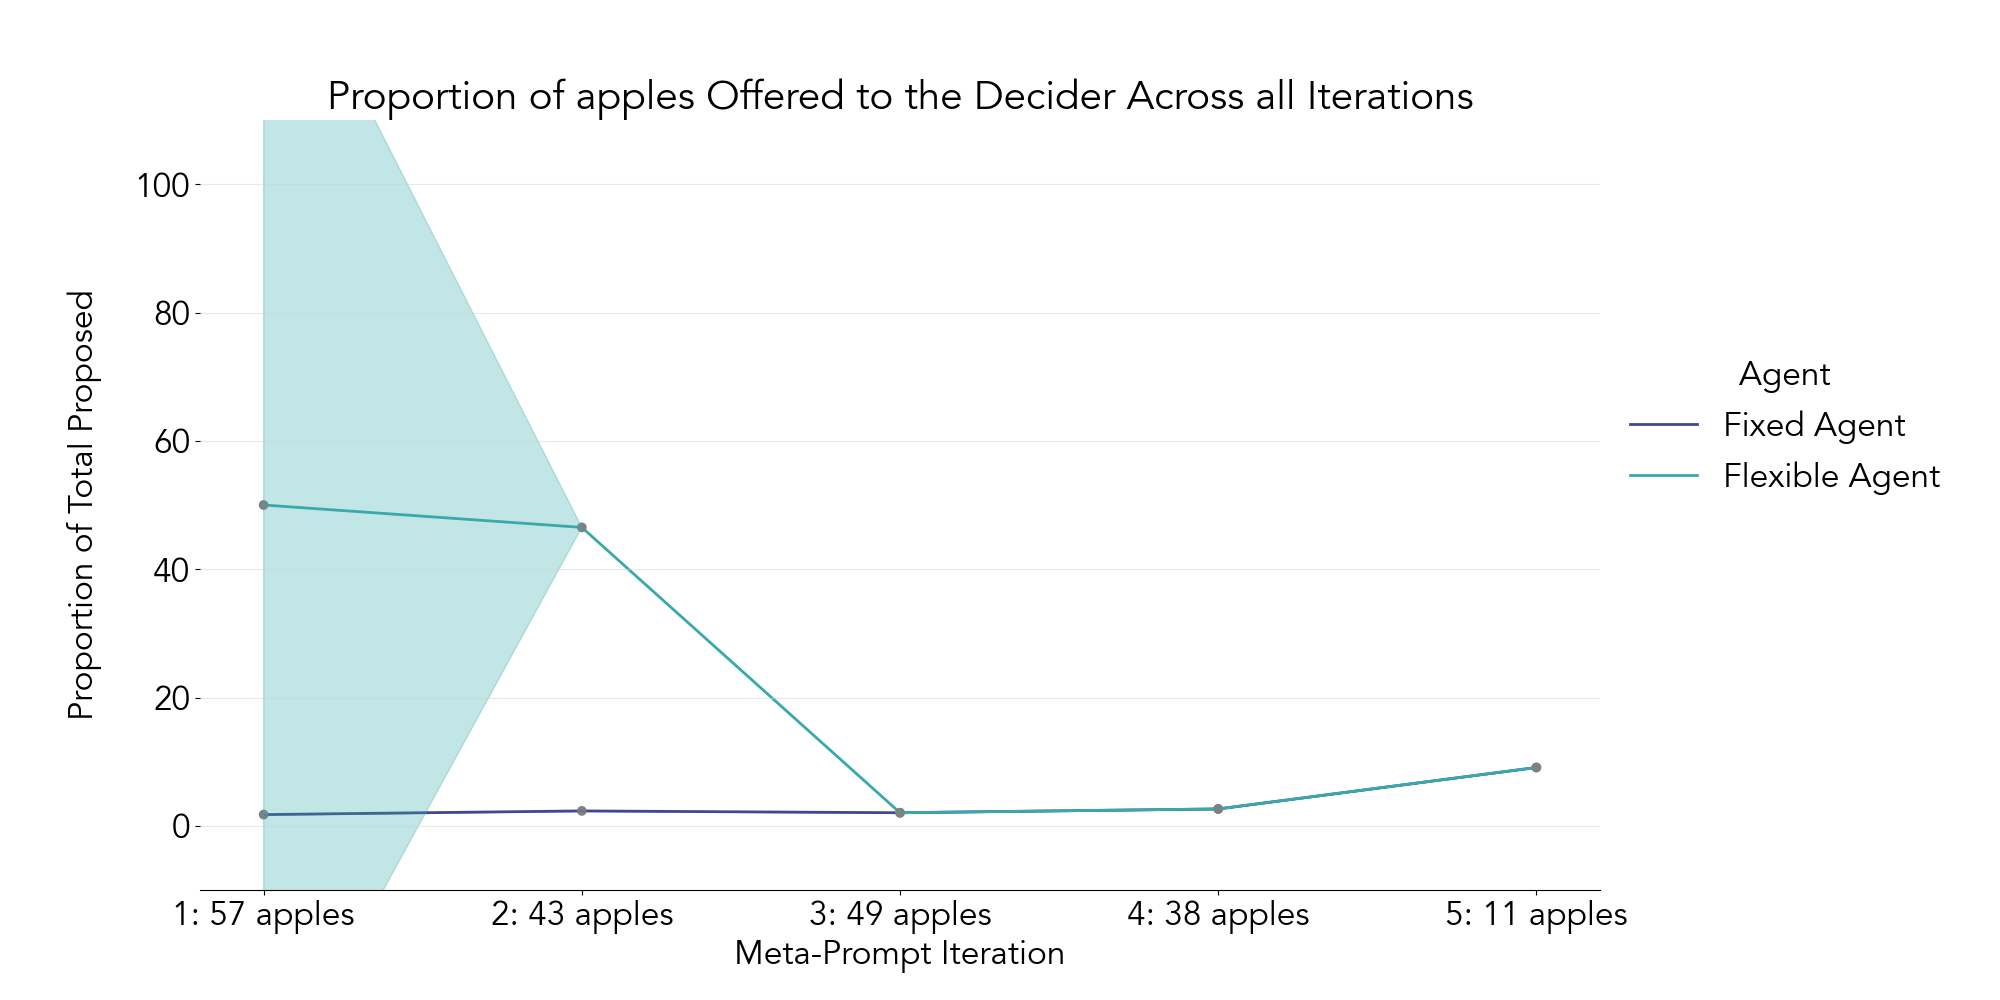 Proportion of apples Offered to the Decider Across all Iterations
100
80
60
40
20
0
Proportion of Total Proposed
1: 57 apples
2: 43 apples
3: 49 apples
4: 38 apples
5: 11 apples
Meta-Prompt Iteration
Agent
Fixed Agent
Flexible Agent